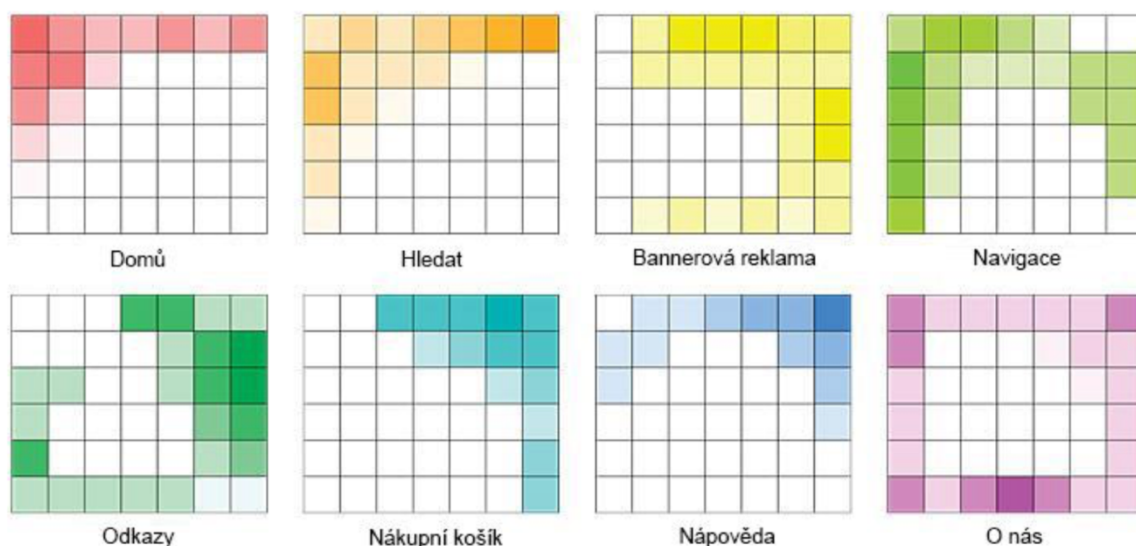 Domů
Hledat
Bannerová reklama
Navigace
Odkazy
Nákupní košík
Nápověda
O nás